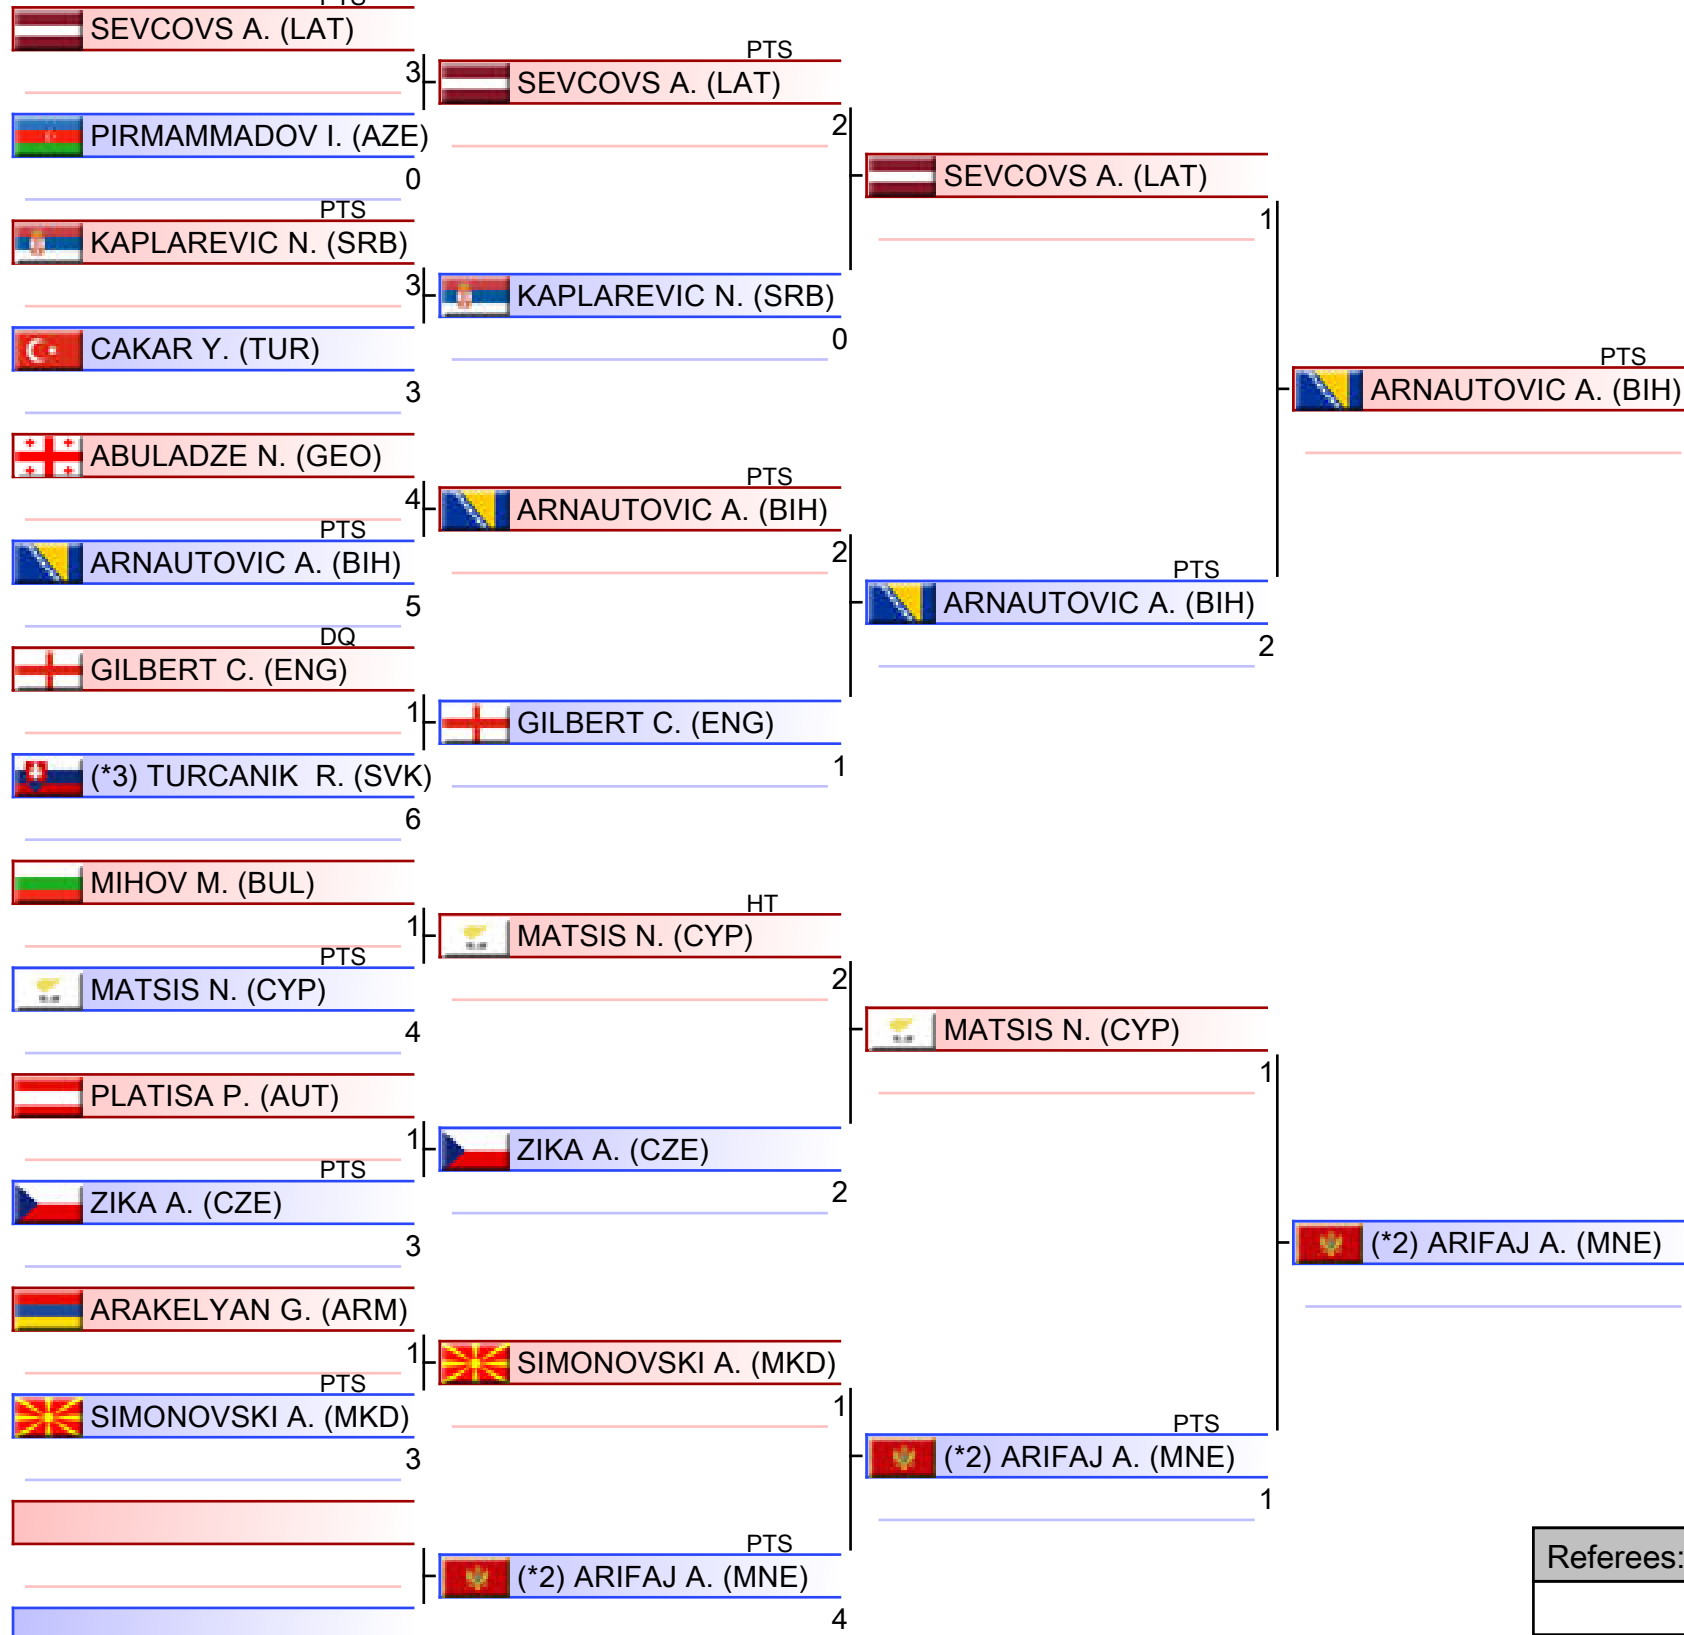 PTS
SEVCOVS A. (LAT)
3
PIRMAMMADOV I. (AZE)
0
PTS
KAPLAREVIC N. (SRB)
3
CAKAR Y. (TUR)
3
ABULADZE N. (GEO)
4
PTS
ARNAUTOVIC A. (BIH)
5
DQ
GILBERT C. (ENG)
1
(*3) TURCANIK  R. (SVK)
6
MIHOV M. (BUL)
1
PTS
MATSIS N. (CYP)
4
PLATISA P. (AUT)
1
PTS
ZIKA A. (CZE)
3
ARAKELYAN G. (ARM)
1
PTS
SIMONOVSKI A. (MKD)
3
PTS
SEVCOVS A. (LAT)
2
KAPLAREVIC N. (SRB)
0
PTS
ARNAUTOVIC A. (BIH)
2
GILBERT C. (ENG)
1
HT
MATSIS N. (CYP)
2
ZIKA A. (CZE)
2
SIMONOVSKI A. (MKD)
1
PTS
(*2) ARIFAJ A. (MNE)
4
SEVCOVS A. (LAT)
1
PTS
ARNAUTOVIC A. (BIH)
2
MATSIS N. (CYP)
1
PTS
(*2) ARIFAJ A. (MNE)
1
PTS
ARNAUTOVIC A. (BIH)
(*2) ARIFAJ A. (MNE)
Referees: